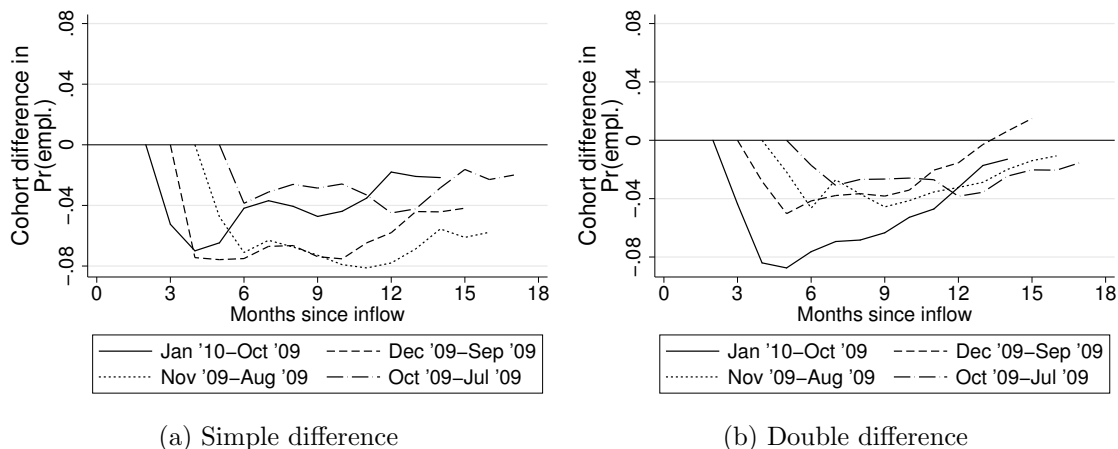 Cohort difference in
Pr(empl.)
.08
.04
0
−.04
−.08
0 3 6 9 12 15 18
Months since inflow
Jan '10−Oct '09 Dec '09−Sep '09
Nov '09−Aug '09 Oct '09−Jul '09
(a) Simple difference
Cohort difference in
Pr(empl.)
.08
.04
0
−.04
−.08
0 3 6 9 12 15 18
Months since inflow
Jan '10−Oct '09 Dec '09−Sep '09
Nov '09−Aug '09 Oct '09−Jul '09
(b) Double difference